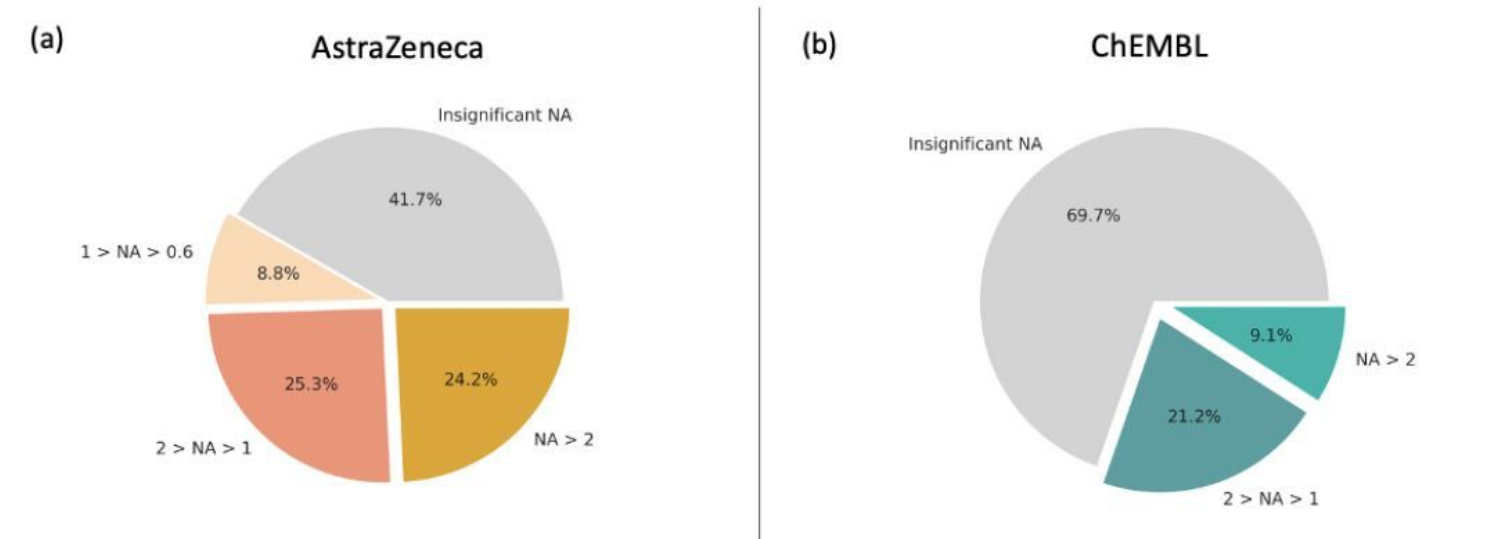 (a)
AstraZeneca
Insignificant NA
41.7%
1 > NA > 0.6
8.8%
25.3%
24.2%
2 > NA > 1
NA > 2
(b)
ChEMBL
Insignificant NA
69.7%
9.1%
NA > 2
21.2%
2 > NA > 1